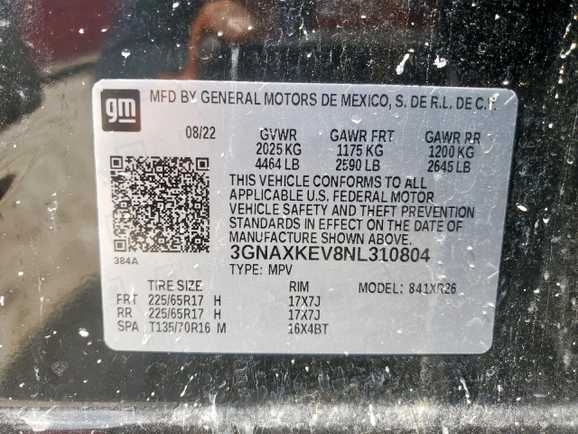 gm MFD BY GENERAL MOTORS DE MEXICO, S. DE R.L. DE C.V.
08/22 GVWR GAWR FRT GAWR RR
2025 KG 1175 KG 1200 KG
4464 LB 2590 LB 2645 LB
THIS VEHICLE CONFORMS TO ALL
APPLICABLE U.S. FEDERAL MOTOR
VEHICLE SAFETY AND THEFT PREVENTION
STANDARDS IN EFFECT ON THE DATE OF
MANUFACTURE SHOWN ABOVE.
384A 3GNAXKEV8NL310804
TYPE: MPV
TIRE SIZE RIM MODEL: 841XR26
FRT 225/65R17 H 17X7J
RR 225/65R17 H 17X7J
SPA T135/70R16 M 16X4BT